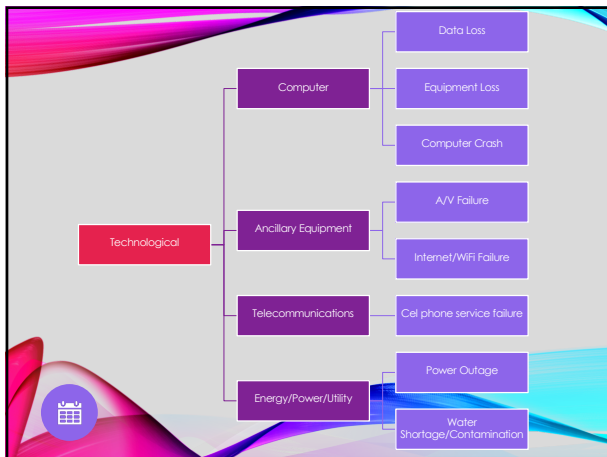 Technological
Computer
Data Loss
Equipment Loss
Computer Crash
Ancillary Equipment
A/V Failure
Internet/WiFi Failure
Telecommunications
Cel phone service failure
Energy/Power/Utility
Power Outage
Water
Shortage/Contamination